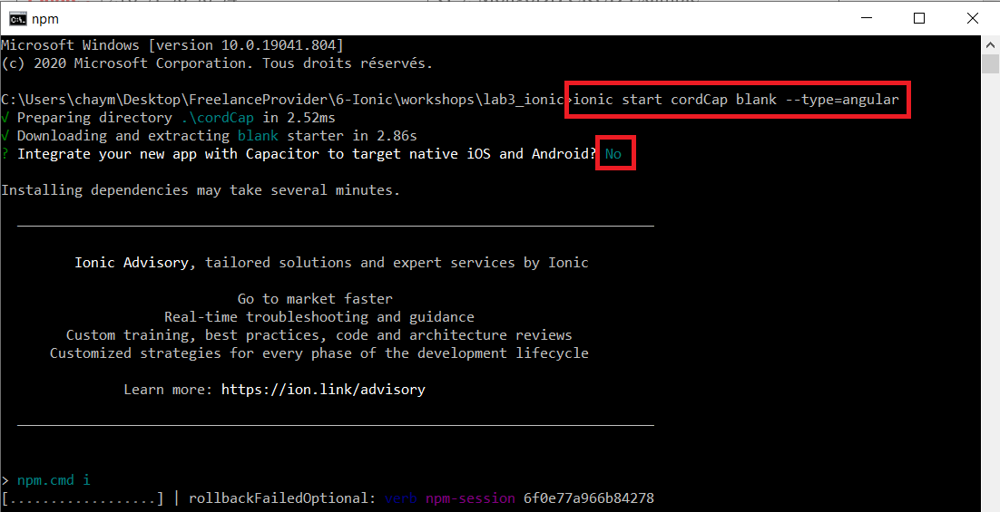 npm
Microsoft Windows [version 10.0.19041.804]
(c) 2020 Microsoft Corporation. Tous droits réservés.
C:\Users\chaym\Desktop\FreelanceProvider\6-Ionic\workshops\lab3_ionic>ionic start cordCap blank --type=angular
√ Preparing directory .\cordCap in 2.52ms
√ Downloading and extracting blank starter in 2.86s
? Integrate your new app with Capacitor to target native iOS and Android? No
Installing dependencies may take several minutes.
Ionic Advisory, tailored solutions and expert services by Ionic
Go to market faster
Real-time troubleshooting and guidance
Custom training, best practices, code and architecture reviews
Customized strategies for every phase of the development lifecycle
Learn more: https://ion.link/advisory
> npm.cmd i
[..................] | rollbackFailedOptional: verb npm-session 6f0e77a966b84278